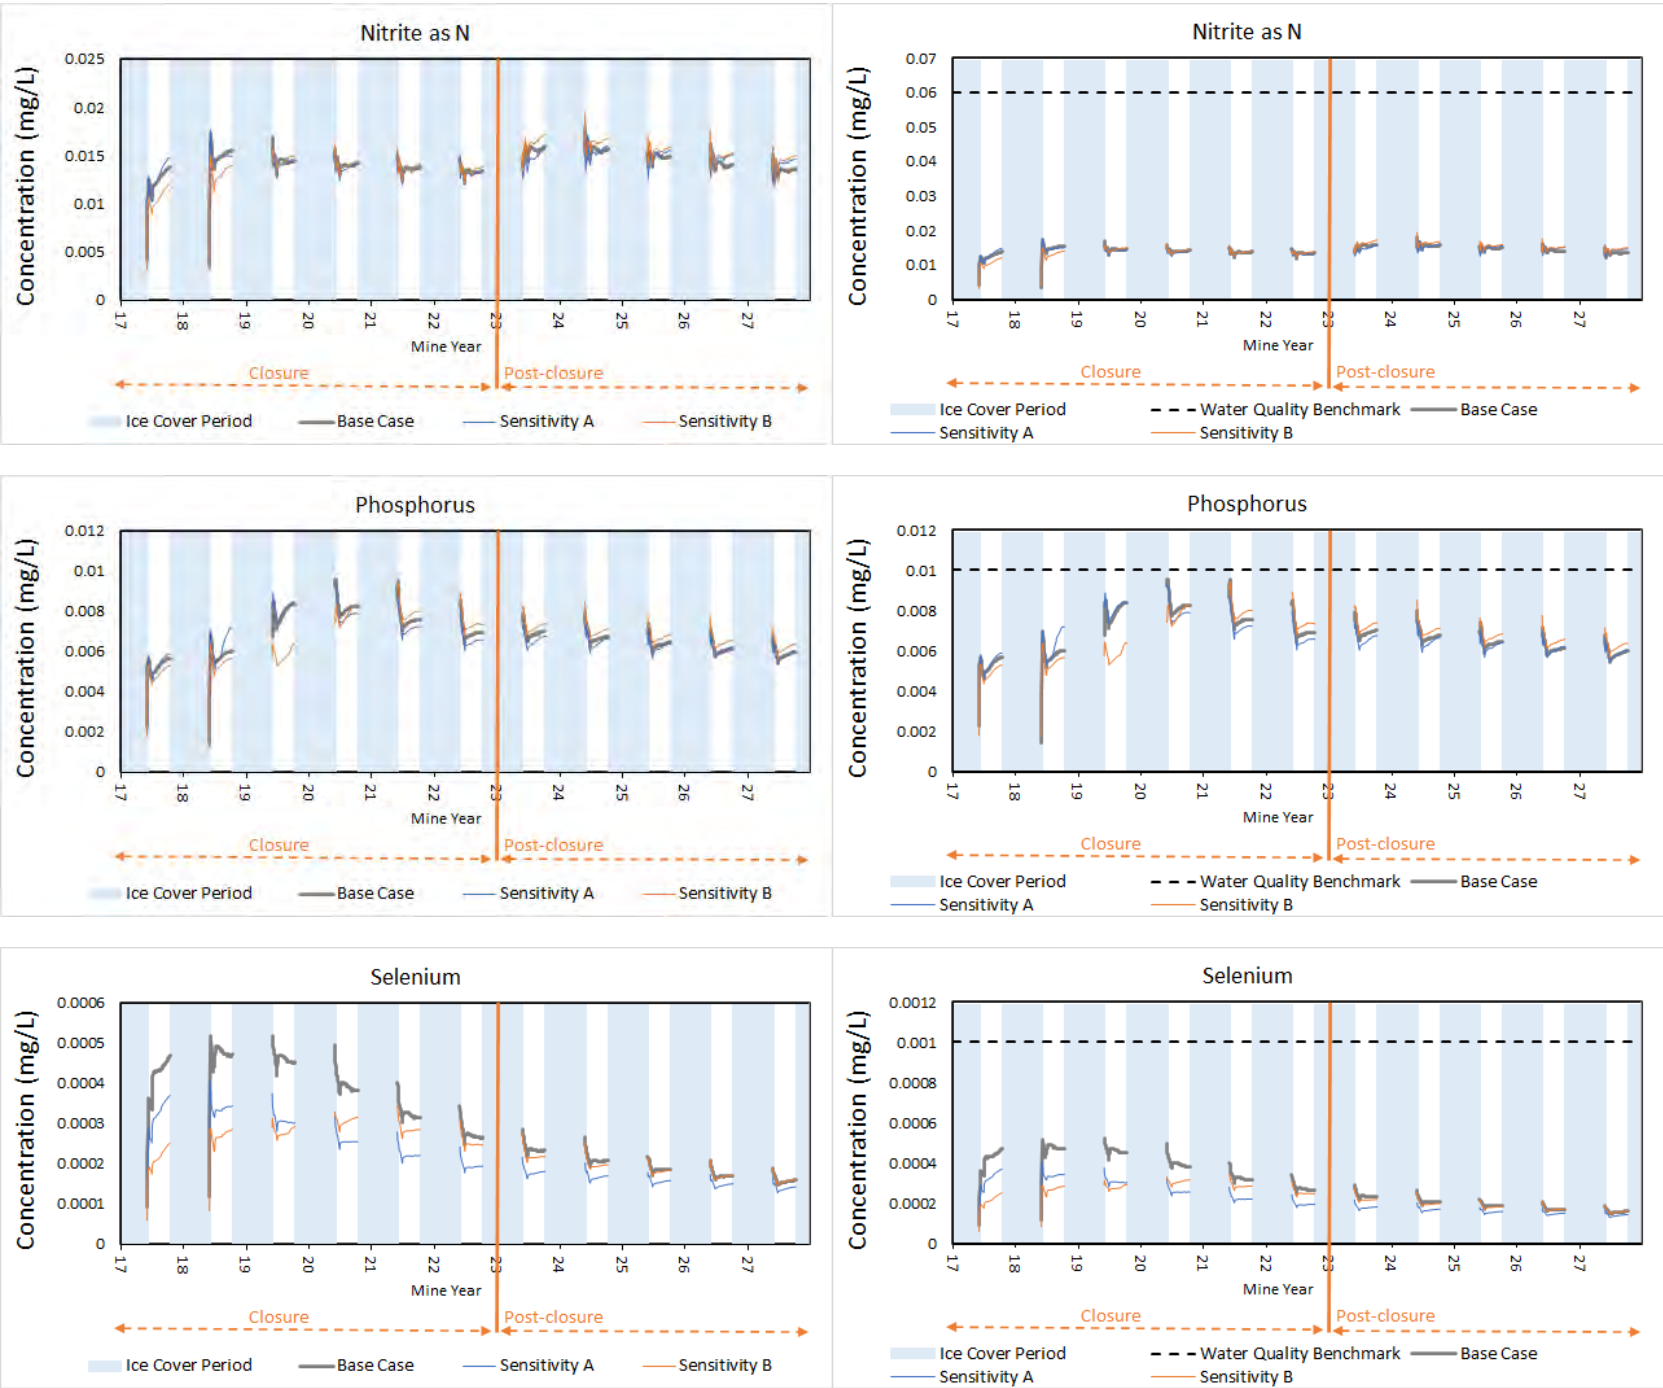 Nitrite as N
Concentration (mg/L)
0.025
0.02
0.015
0.01
0.005
0
17 18 19 20 21 22 23 24 25 26 27
Mine Year
Closure Post-closure
Ice Cover Period Base Case Sensitivity A Sensitivity B
Nitrite as N
Concentration (mg/L)
0.07
0.06
0.05
0.04
0.03
0.02
0.01
0
17 18 19 20 21 22 23 24 25 26 27
Mine Year
Closure Post-closure
Ice Cover Period Water Quality Benchmark Base Case
Sensitivity A Sensitivity B
Phosphorus
Concentration (mg/L)
0.012
0.01
0.008
0.006
0.004
0.002
0
17 18 19 20 21 22 23 24 25 26 27
Mine Year
Closure Post-closure
Ice Cover Period Base Case Sensitivity A Sensitivity B
Phosphorus
Concentration (mg/L)
0.012
0.01
0.008
0.006
0.004
0.002
0
17 18 19 20 21 22 23 24 25 26 27
Mine Year
Closure Post-closure
Ice Cover Period Water Quality Benchmark Base Case
Sensitivity A Sensitivity B
Selenium
Concentration (mg/L)
0.0006
0.0005
0.0004
0.0003
0.0002
0.0001
0
17 18 19 20 21 22 23 24 25 26 27
Mine Year
Closure Post-closure
Ice Cover Period Base Case Sensitivity A Sensitivity B
Selenium
Concentration (mg/L)
0.0012
0.001
0.0008
0.0006
0.0004
0.0002
0
17 18 19 20 21 22 23 24 25 26 27
Mine Year
Closure Post-closure
Ice Cover Period Water Quality Benchmark Base Case
Sensitivity A Sensitivity B